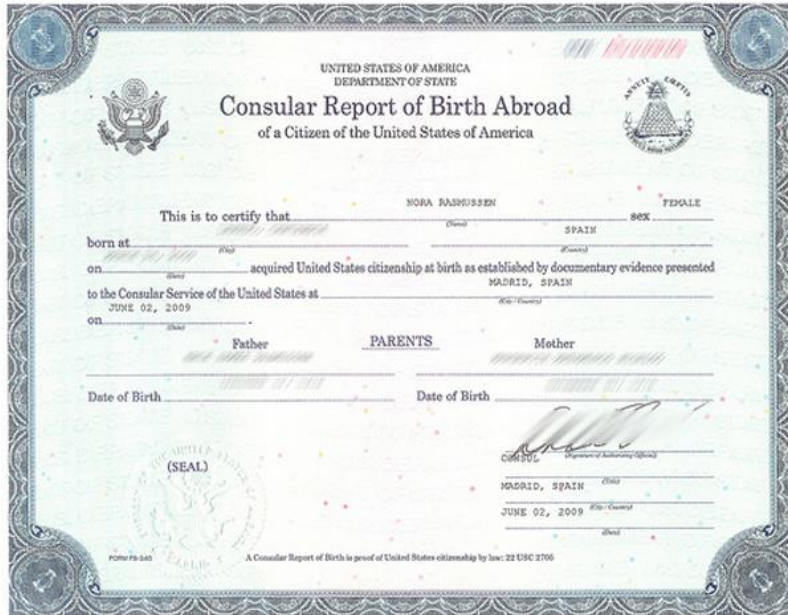 UNITED STATES OF AMERICA
DEPARTMENT OF STATE
Consular Report of Birth Abroad
of a Citizen of the United States of America
ANNUIT CŒPTIS
This is to certify that NORA RASMUSSEN sex FEMALE
(Name)
born at SPAIN
(City) (Country)
on acquired United States citizenship at birth as established by documentary evidence presented
(Date)
to the Consular Service of the United States at MADRID, SPAIN
(City / Country)
on JUNE 02, 2009 .
(Date)
Father PARENTS Mother
Date of Birth Date of Birth
(SEAL)
CONSUL (Signature of Authorizing Official)
(Title)
MADRID, SPAIN
(City / Country)
JUNE 02, 2009
(Date)
FORM FS-240 A Consular Report of Birth is proof of United States citizenship by law: 22 USC 2705